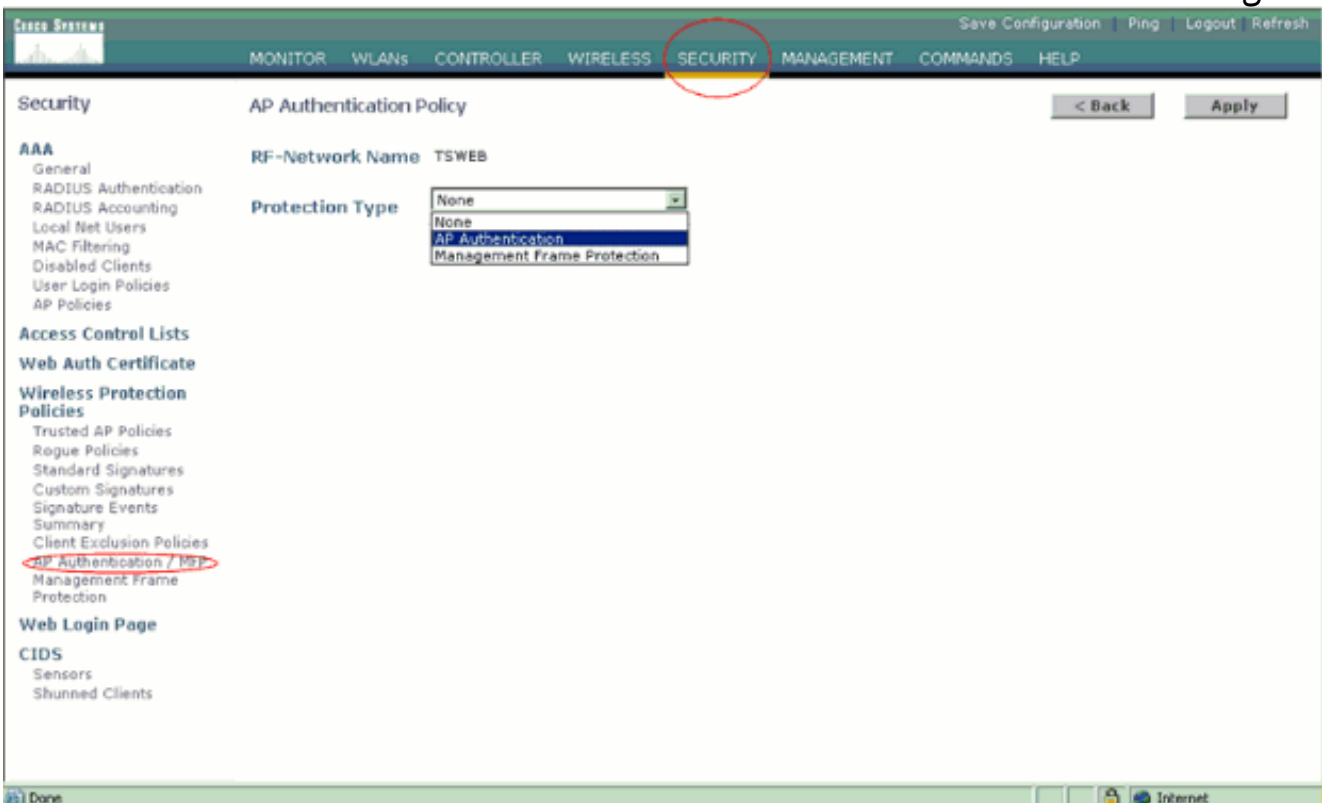 CISCO SYSTEMS
Save Configuration | Ping | Logout | Refresh
MONITOR WLANs CONTROLLER WIRELESS SECURITY MANAGEMENT COMMANDS HELP
Security
AP Authentication Policy
< Back
Apply
AAA
General
RADIUS Authentication
RADIUS Accounting
Local Net Users
MAC Filtering
Disabled Clients
User Login Policies
AP Policies
Access Control Lists
Web Auth Certificate
Wireless Protection
Policies
Trusted AP Policies
Rogue Policies
Standard Signatures
Custom Signatures
Signature Events
Summary
Client Exclusion Policies
AP Authentication / MFP
Management Frame
Protection
Web Login Page
CIDS
Sensors
Shunned Clients
RF-Network Name TSWEB
Protection Type None
None
AP Authentication
Management Frame Protection
Done
Internet